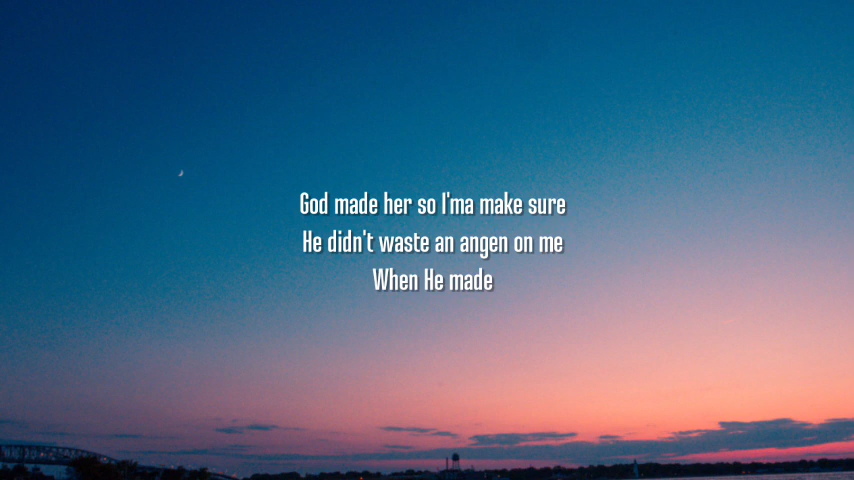 God made her so I'ma make sure
He didn't waste an angen on me
When He made